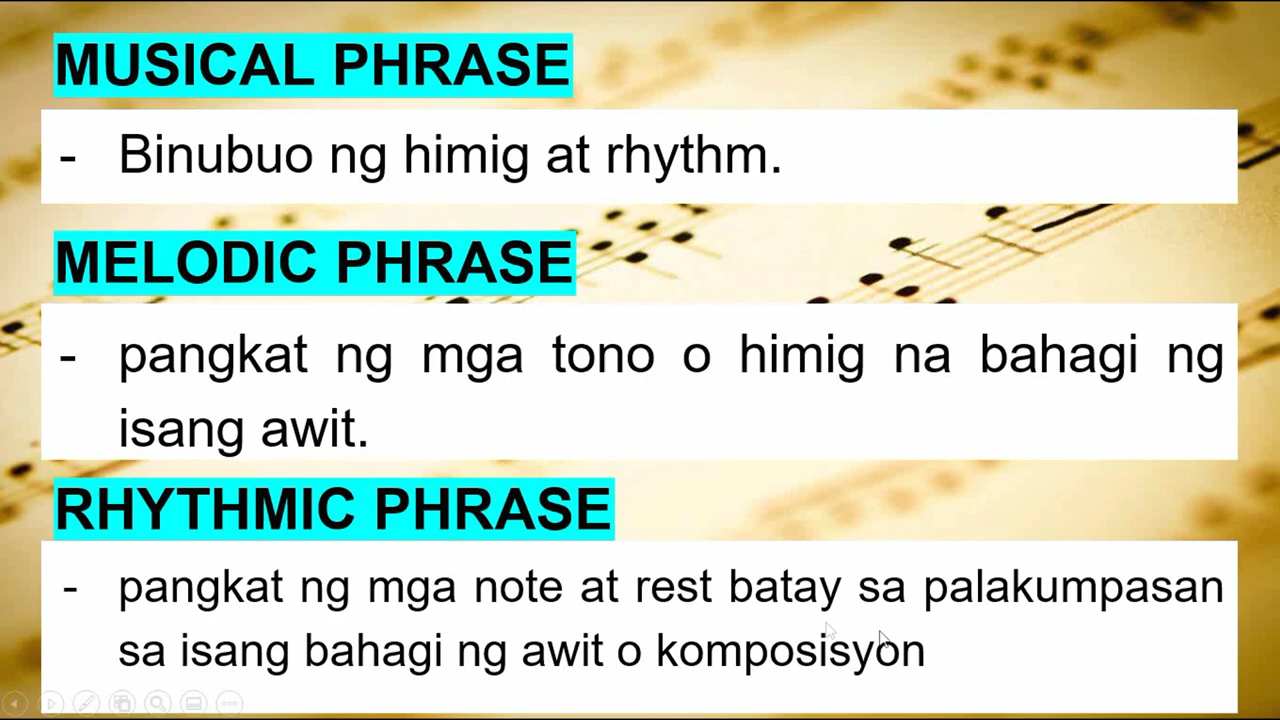 MUSICAL PHRASE
- Binubuo ng himig at rhythm.
MELODIC PHRASE
- pangkat ng mga tono o himig na bahagi ng
isang awit.
RHYTHMIC PHRASE
- pangkat ng mga note at rest batay sa palakumpasan
sa isang bahagi ng awit o komposisyon